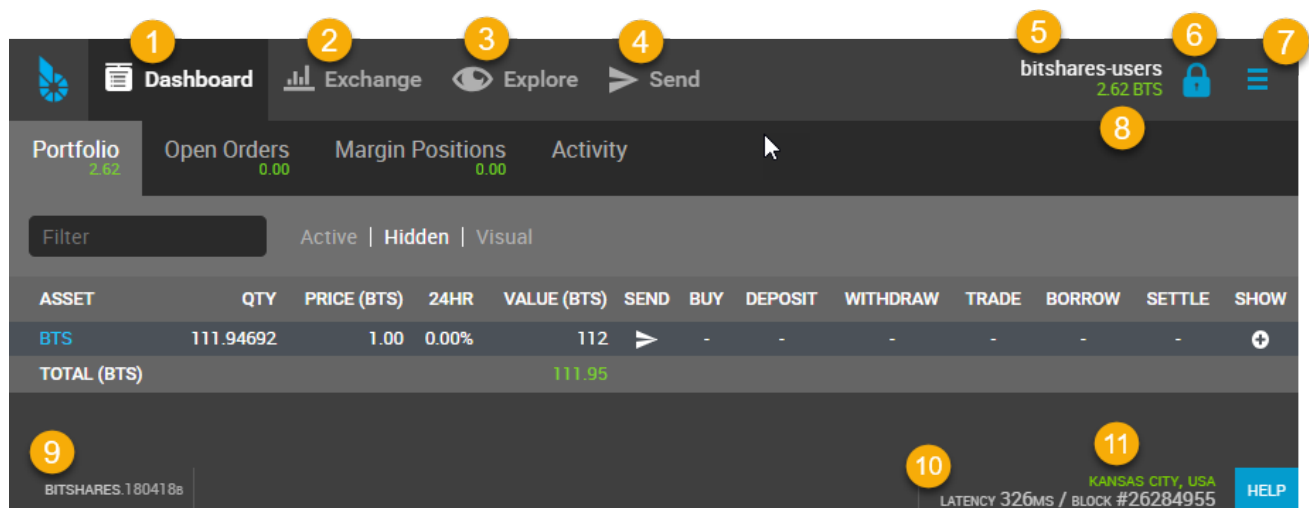 1 2 3 4 5 6 7
Dashboard Exchange Explore Send bitshares-users
2.62 BTS
8
Portfolio Open Orders Margin Positions Activity
2.62 0.00 0.00
Filter Active | Hidden | Visual
ASSET QTY PRICE (BTS) 24HR VALUE (BTS) SEND BUY DEPOSIT WITHDRAW TRADE BORROW SETTLE SHOW
BTS 111.94692 1.00 0.00% 112 - - - - - -
TOTAL (BTS) 111.95
9 10 11
KANSAS CITY, USA
BITSHARES.180418B LATENCY 326MS / BLOCK #26284955 HELP